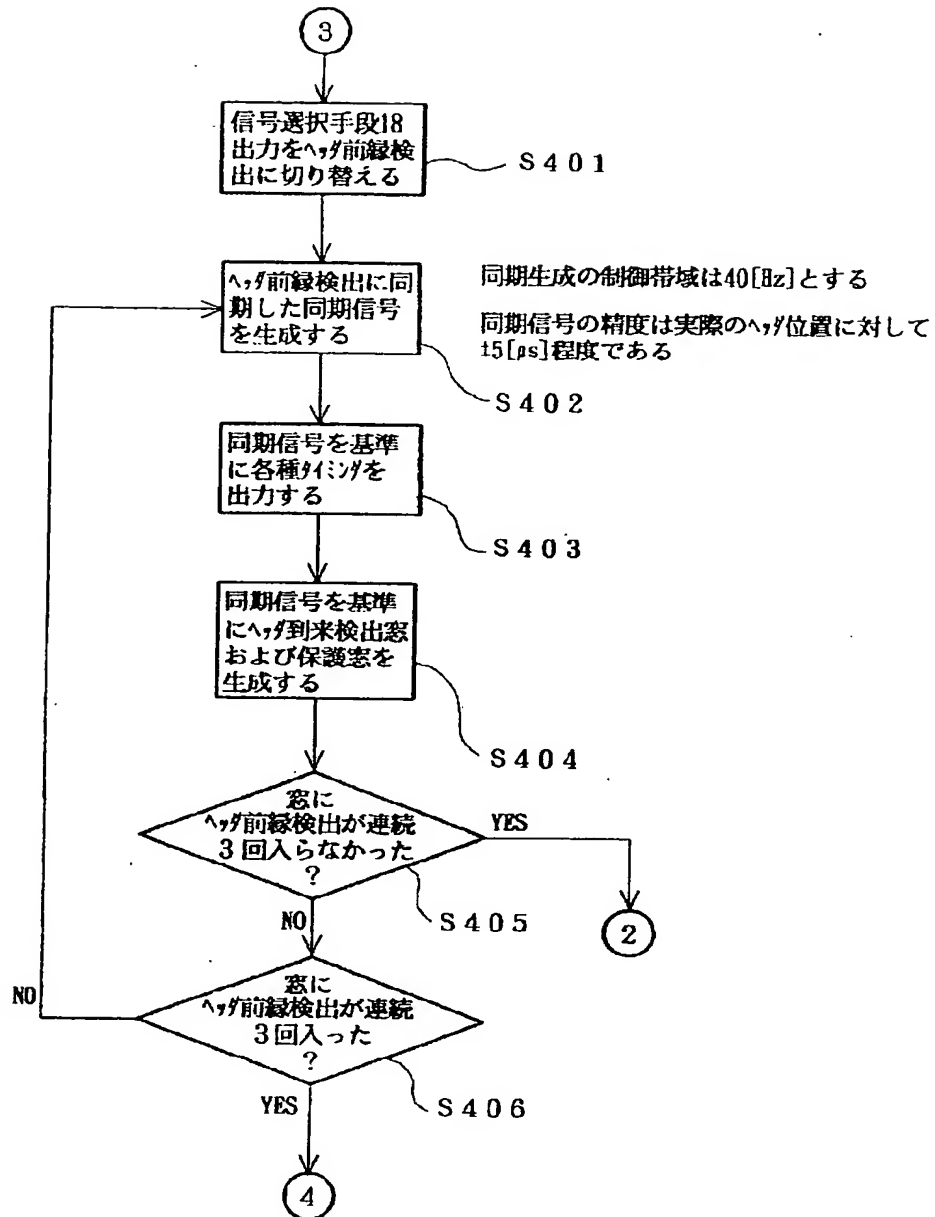 3
信号選択手段18
出力をヘッダ前縁検
出に切り替える
S401
ヘッダ前縁検出に同
期した同期信号
を生成する
同期生成の制御帯域は40[Hz]とする
同期信号の精度は実際のヘッダ位置に対して
±5[μs]程度である
S402
同期信号を基準
に各種タイミングを
出力する
S403
同期信号を基準
にヘッダ到来検出窓
および保護窓を
生成する
S404
窓に
ヘッダ前縁検出が連続
3回入らなかった
?
YES
S405
2
NO
窓に
ヘッダ前縁検出が連続
3回入った
?
NO
S406
YES
4